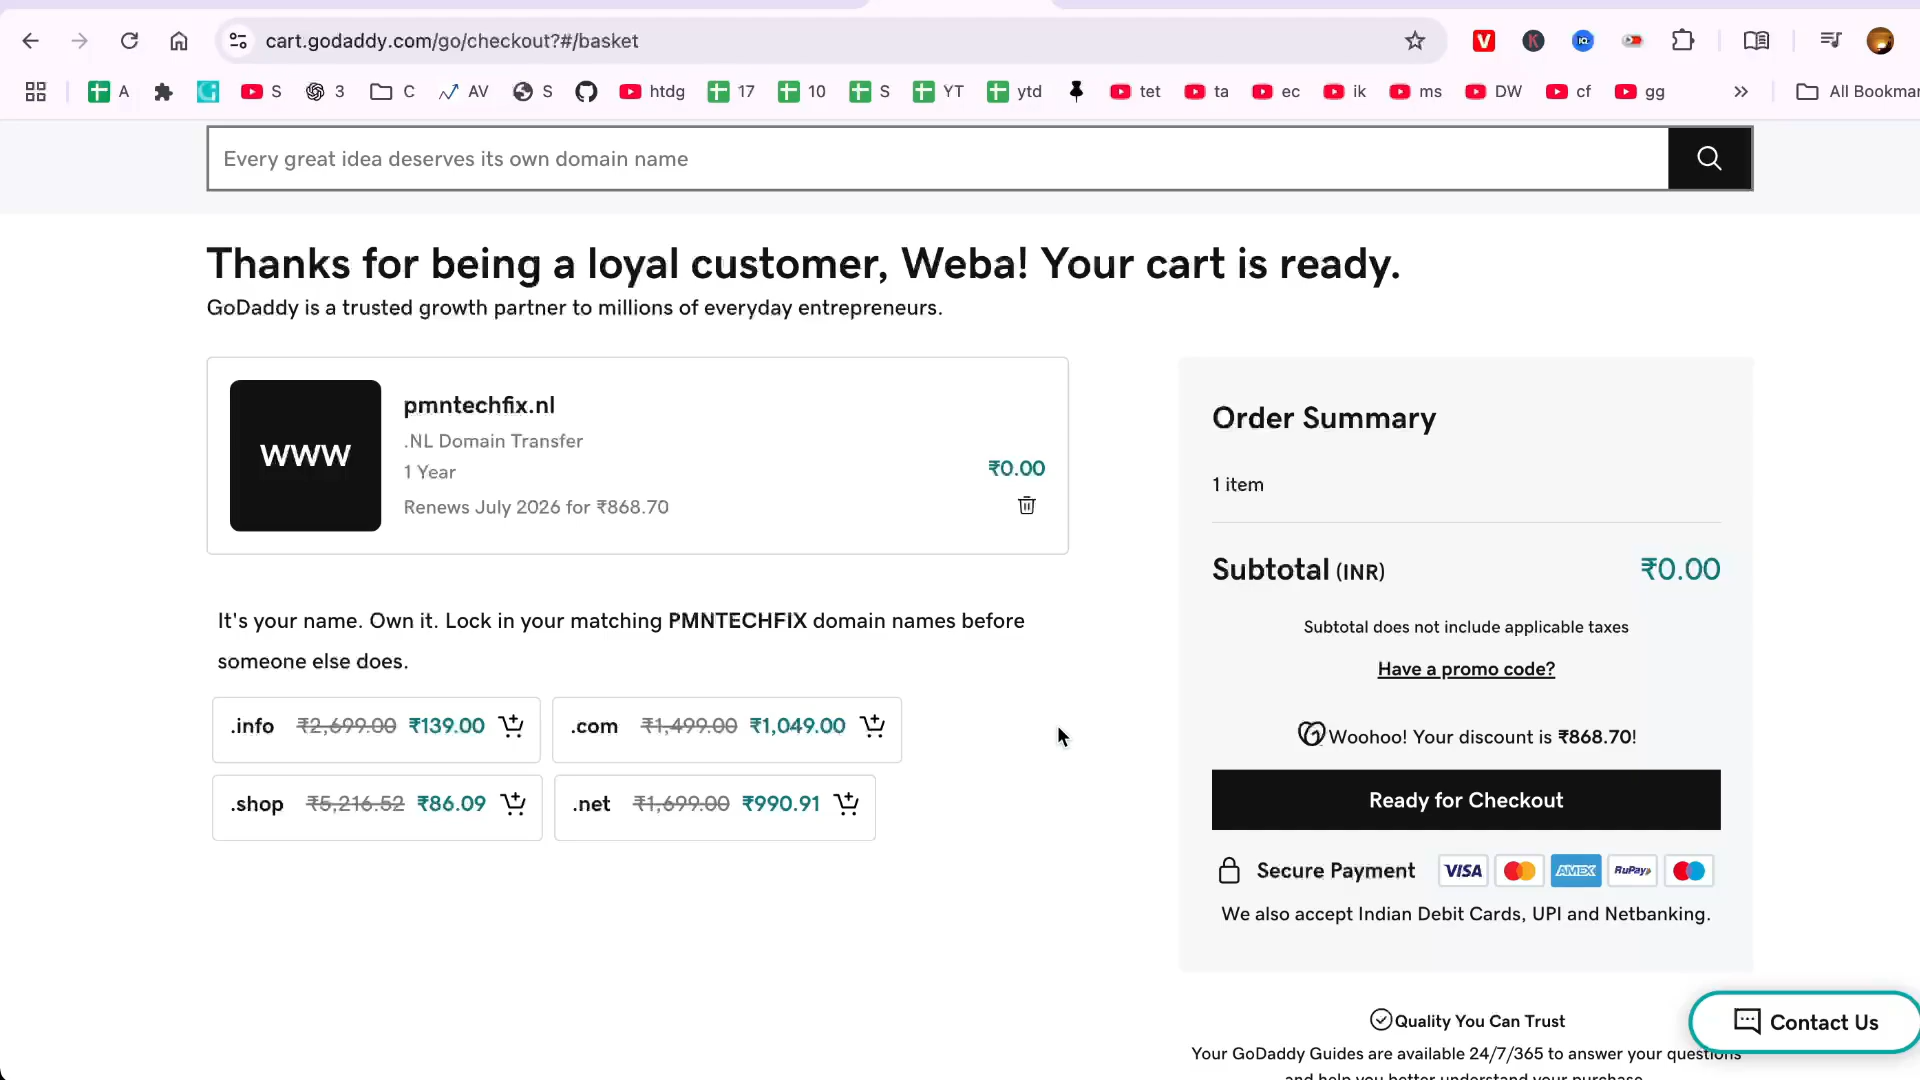 cart.godaddy.com/go/checkout?#/basket
A S 3 C AV S htdg 17 10 S YT ytd tet ta ec ik ms DW cf gg » All Bookmar
Every great idea deserves its own domain name
Thanks for being a loyal customer, Weba! Your cart is ready.
GoDaddy is a trusted growth partner to millions of everyday entrepreneurs.
www
pmntechfix.nl
.NL Domain Transfer
1 Year
₹0.00
Renews July 2026 for ₹868.70
It's your name. Own it. Lock in your matching PMNTECHFIX domain names before
someone else does.
.info ₹2,699.00 ₹139.00
.com ₹1,499.00 ₹1,049.00
.shop ₹5,216.52 ₹86.09
.net ₹1,699.00 ₹990.91
Order Summary
1 item
Subtotal (INR) ₹0.00
Subtotal does not include applicable taxes
Have a promo code?
Woohoo! Your discount is ₹868.70!
Ready for Checkout
Secure Payment VISA AMEX RuPay
We also accept Indian Debit Cards, UPI and Netbanking.
Quality You Can Trust
Your GoDaddy Guides are available 24/7/365 to answer your questions
and help you better understand your purchase.
Contact Us